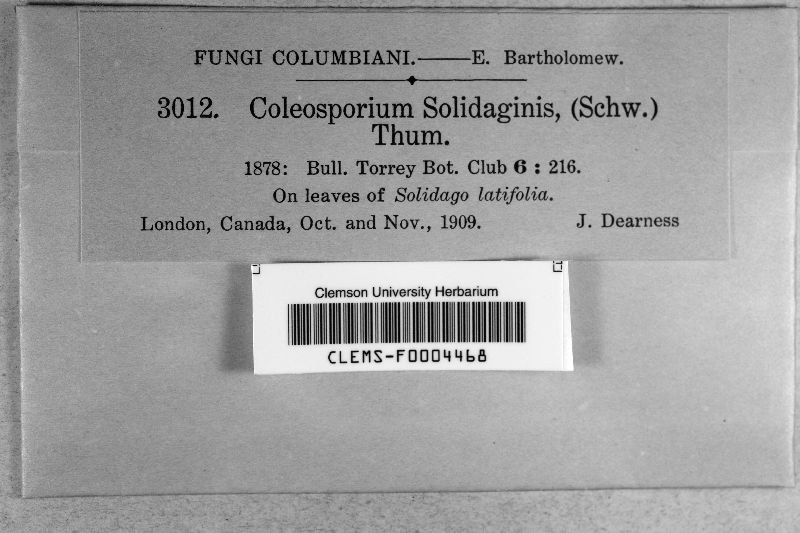 FUNGI COLUMBIANI.——E. Bartholomew.
3012. Coleosporium Solidaginis, (Schw.)
Thum.
1878: Bull. Torrey Bot. Club 6 : 216.
On leaves of Solidago latifolia.
London, Canada, Oct. and Nov., 1909. J. Dearness
Clemson University Herbarium
CLEMS-F0004468